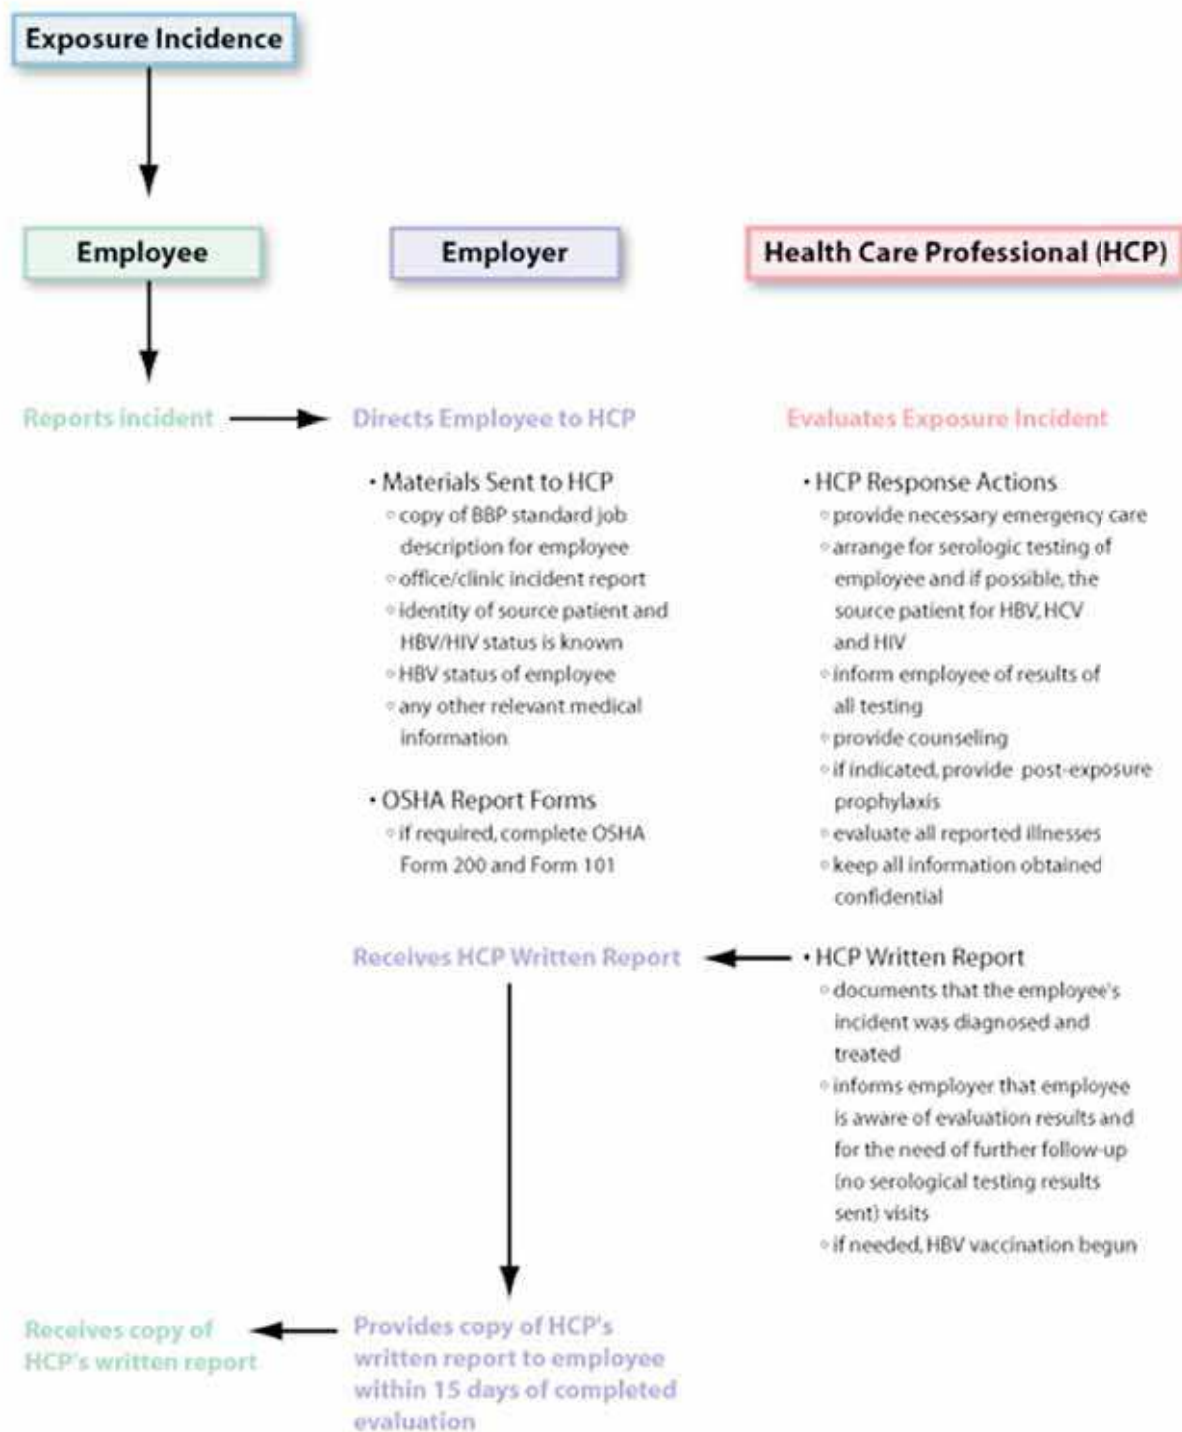 Exposure Incidence
Employee
Employer
Health Care Professional (HCP)
Reports incident
Directs Employee to HCP
Evaluates Exposure Incident
• Materials Sent to HCP
◦ copy of BBP standard job
description for employee
◦ office/clinic incident report
◦ identity of source patient and
HBV/HIV status is known
◦ HBV status of employee
◦ any other relevant medical
information
• OSHA Report Forms
◦ if required, complete OSHA
Form 200 and Form 101
• HCP Response Actions
◦ provide necessary emergency care
◦ arrange for serologic testing of
employee and if possible, the
source patient for HBV, HCV
and HIV
◦ inform employee of results of
all testing
◦ provide counseling
◦ if indicated, provide post-exposure
prophylaxis
◦ evaluate all reported illnesses
◦ keep all information obtained
confidential
Receives HCP Written Report
• HCP Written Report
◦ documents that the employee's
incident was diagnosed and
treated
◦ informs employer that employee
is aware of evaluation results and
for the need of further follow-up
(no serological testing results
sent) visits
◦ if needed, HBV vaccination begun
Receives copy of
HCP's written report
Provides copy of HCP's
written report to employee
within 15 days of completed
evaluation